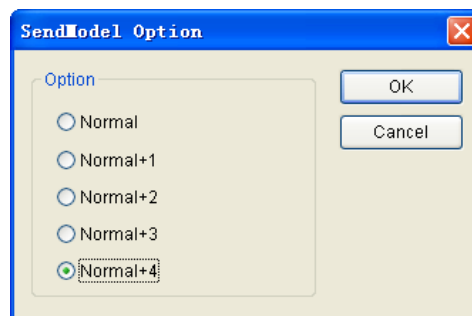 SendModel Option
Option
OK
Normal
Cancel
Normal+1
Normal+2
Normal+3
Normal+4